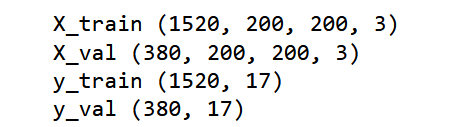 X_train (1520, 200, 200, 3)
X_val (380, 200, 200, 3)
y_train (1520, 17)
y_val (380, 17)